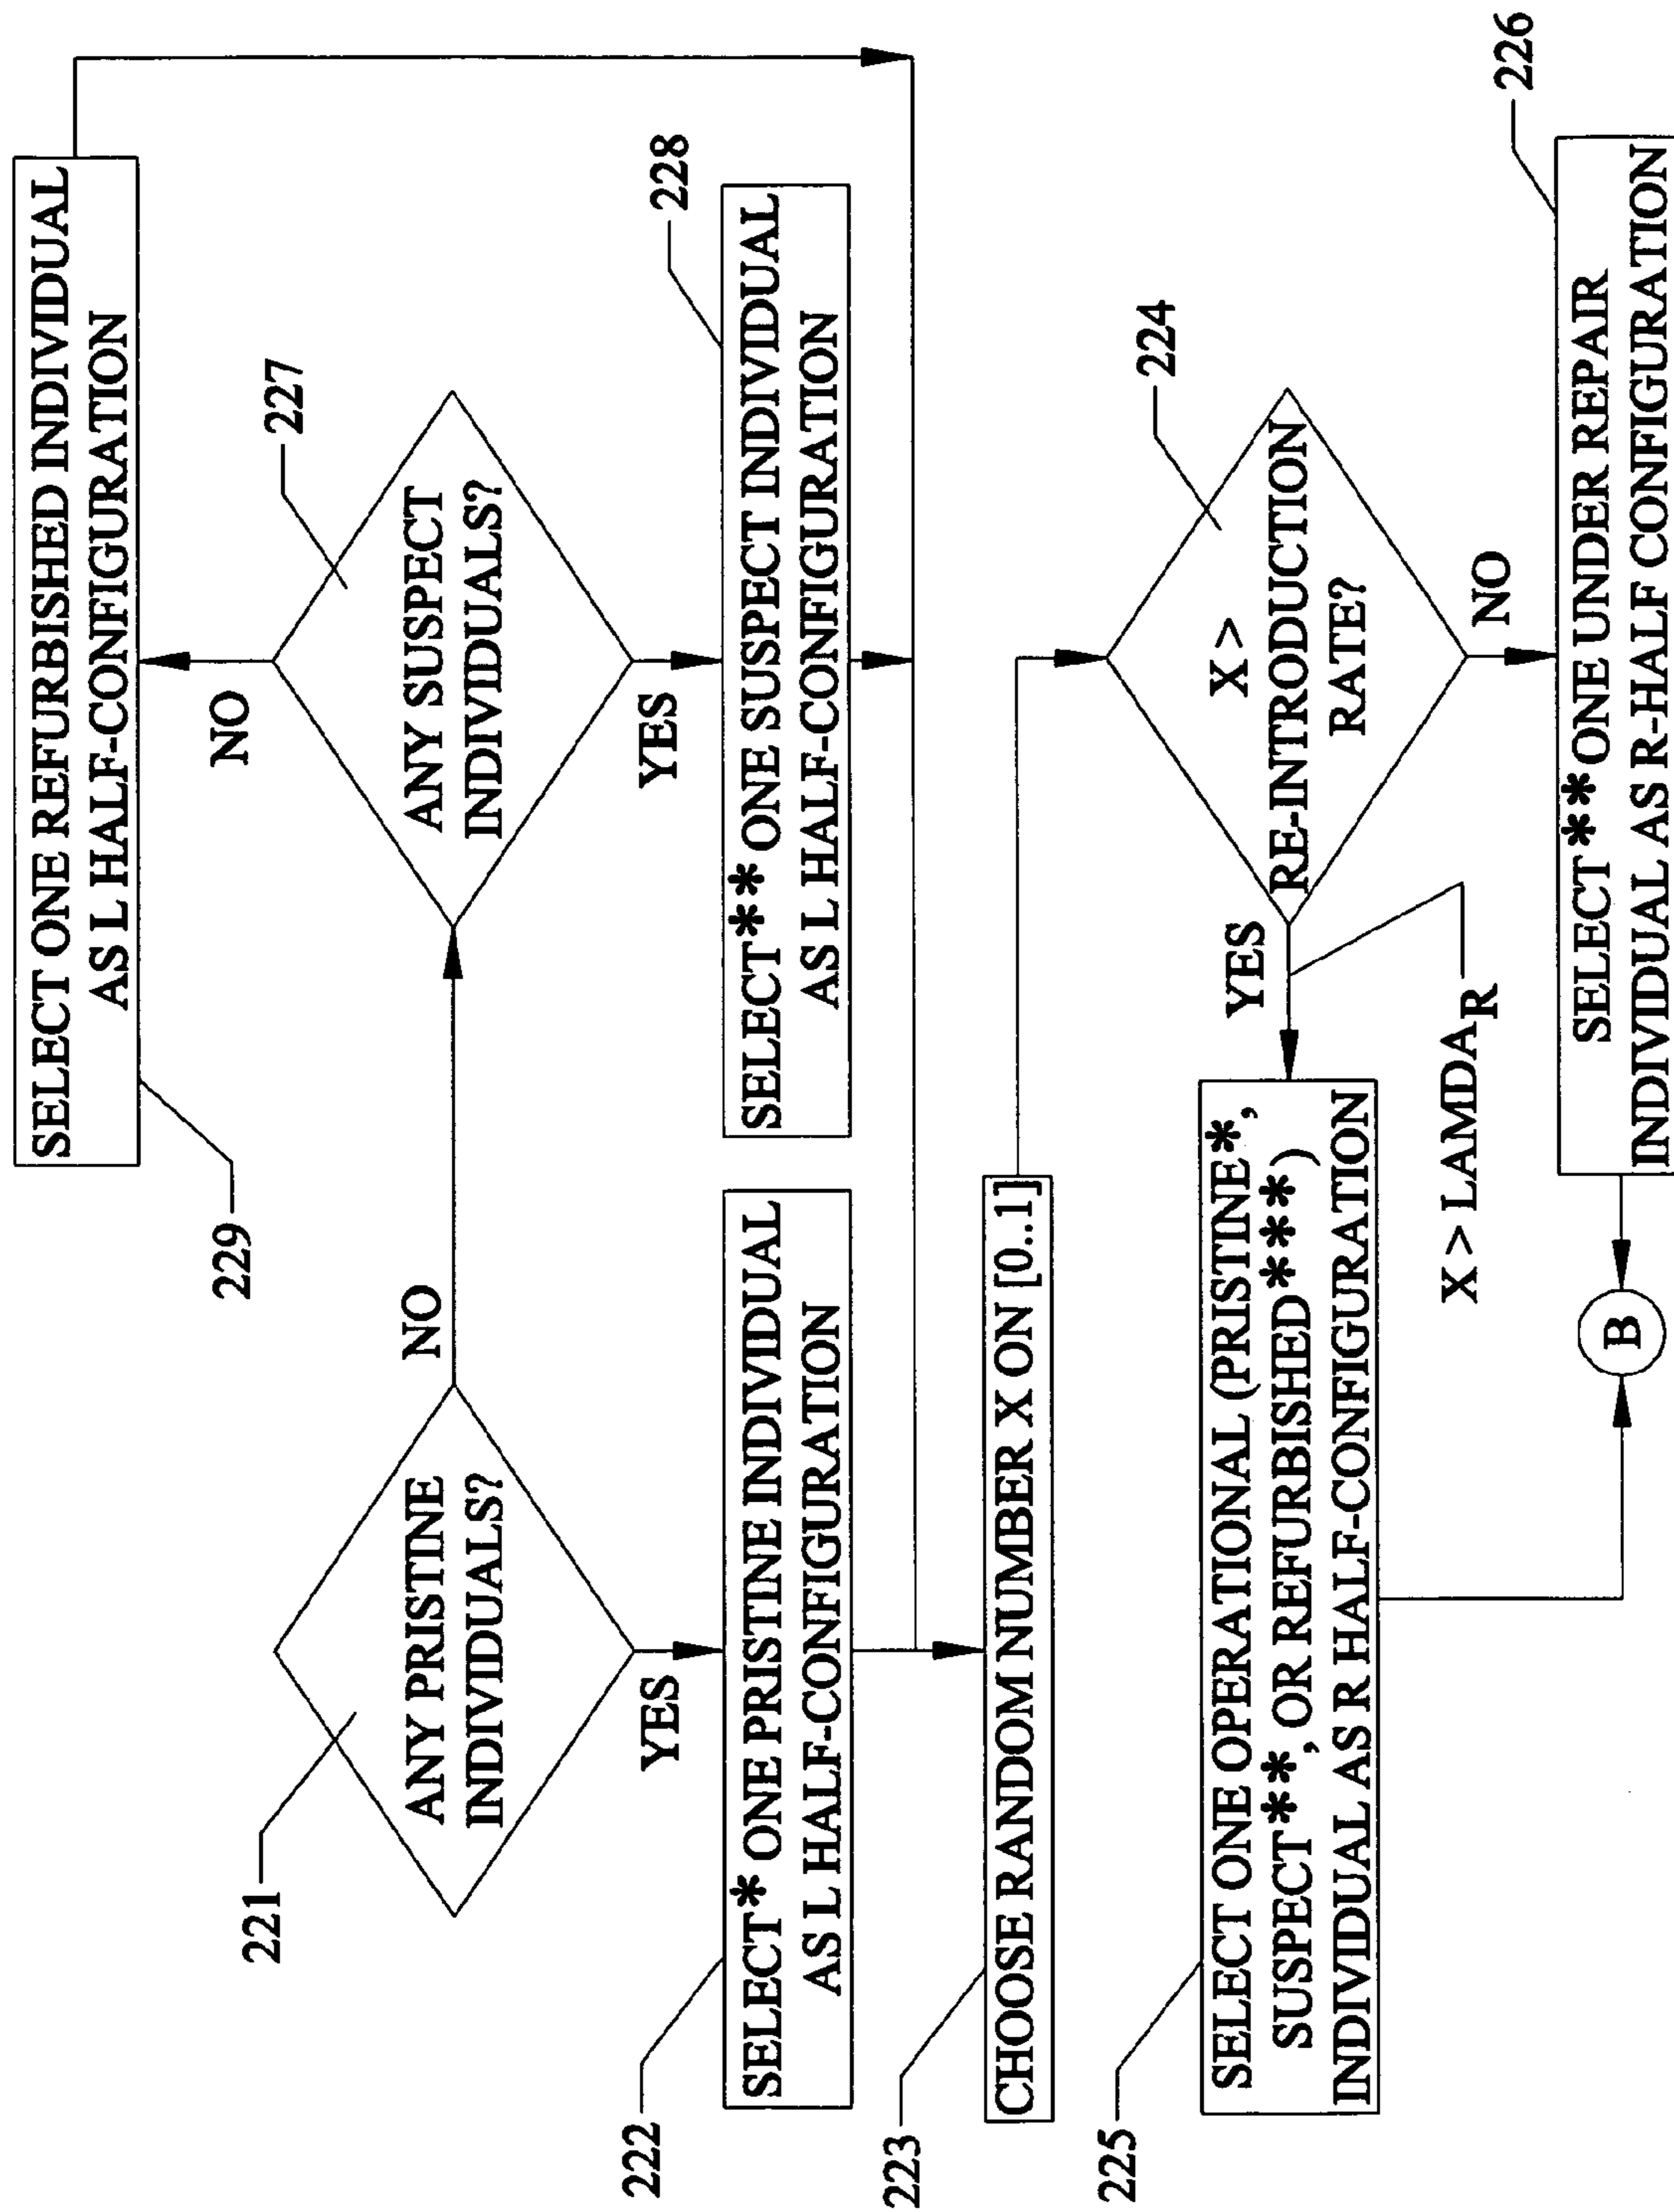 229
SELECT ONE REFURBISHED INDIVIDUAL
AS L HALF-CONFIGURATION
221
ANY PRISTINE
INDIVIDUALS?
NO
YES
227
ANY SUSPECT
INDIVIDUALS?
NO
YES
222
SELECT* ONE PRISTINE INDIVIDUAL
AS L HALF-CONFIGURATION
228
SELECT** ONE SUSPECT INDIVIDUAL
AS L HALF-CONFIGURATION
223
CHOOSE RANDOM NUMBER X ON [0..1]
224
X >
RE-INTRODUCTION
RATE?
YES
NO
225
SELECT ONE OPERATIONAL (PRISTINE*,
SUSPECT**, OR REFURBISHED***)
INDIVIDUAL AS R HALF-CONFIGURATION
X > LAMDA R
226
SELECT** ONE UNDER REPAIR
INDIVIDUAL AS R-HALF CONFIGURATION
B